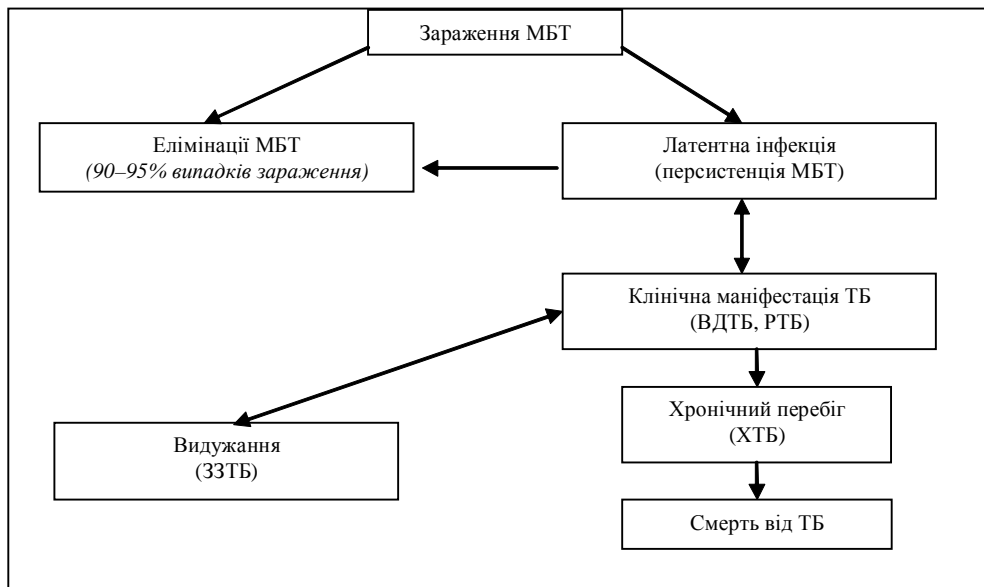 Зараження МБТ
Елімінації МБТ
(90–95% випадків зараження)
Латентна інфекція
(персистенція МБТ)
Клінічна маніфестація ТБ
(ВДТБ, РТБ)
Хронічний перебіг
(ХТБ)
Видужання
(ЗЗТБ)
Смерть від ТБ